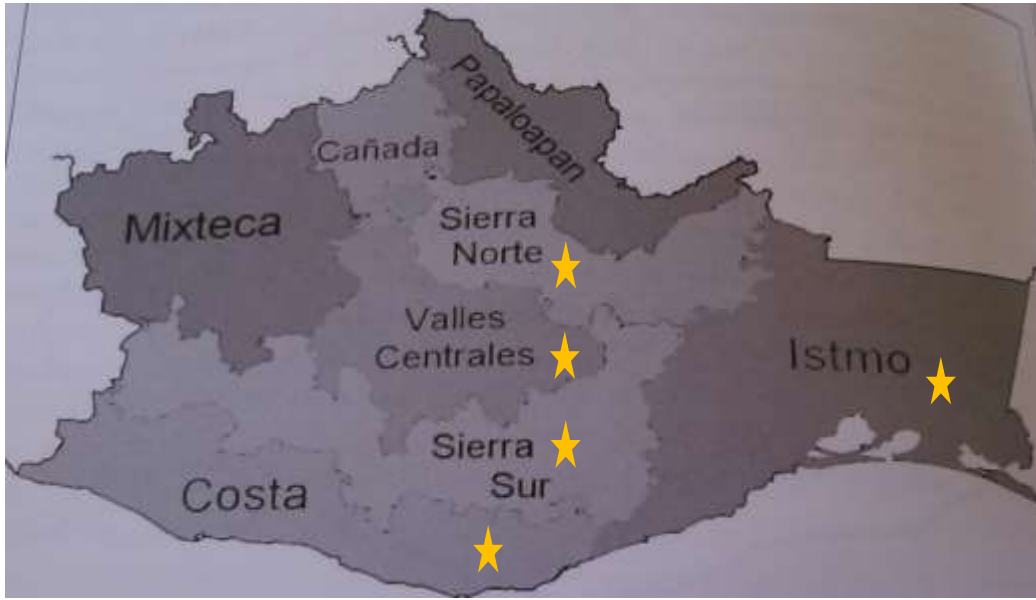 Papaloapan
Cañada
Mixteca
Sierra
Norte
Valles
Centrales
Istmo
Sierra
Sur
Costa